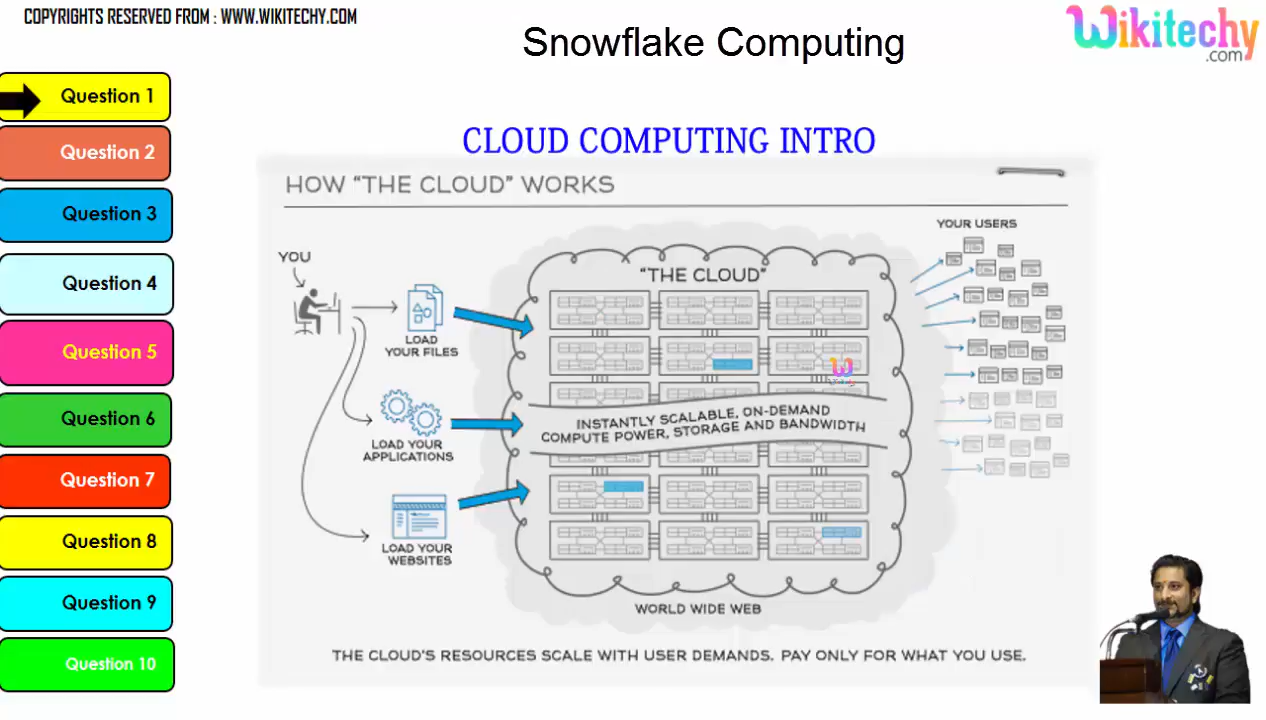 COPYRIGHTS RESERVED FROM : WWW.WIKITECHY.COM
Snowflake Computing
Wikitechy
.com
Question 1
Question 2
Question 3
Question 4
Question 5
Question 6
Question 7
Question 8
Question 9
Question 10
CLOUD COMPUTING INTRO
HOW “THE CLOUD” WORKS
YOU
LOAD
YOUR FILES
LOAD YOUR
APPLICATIONS
LOAD YOUR
WEBSITES
“THE CLOUD”
INSTANTLY SCALABLE, ON-DEMAND
COMPUTE POWER, STORAGE AND BANDWIDTH
WORLD WIDE WEB
YOUR USERS
THE CLOUD'S RESOURCES SCALE WITH USER DEMANDS. PAY ONLY FOR WHAT YOU USE.